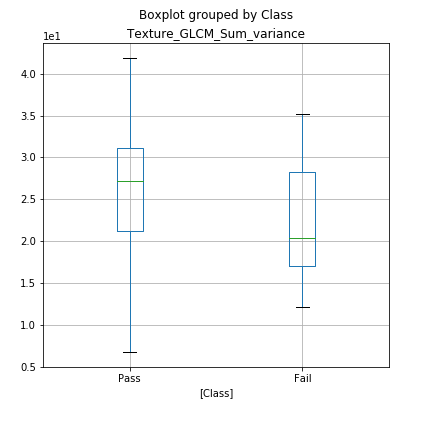 Boxplot grouped by Class
Texture_GLCM_Sum_variance
1e1
4.0
3.5
3.0
2.5
2.0
1.5
1.0
0.5
Pass Fail
[Class]